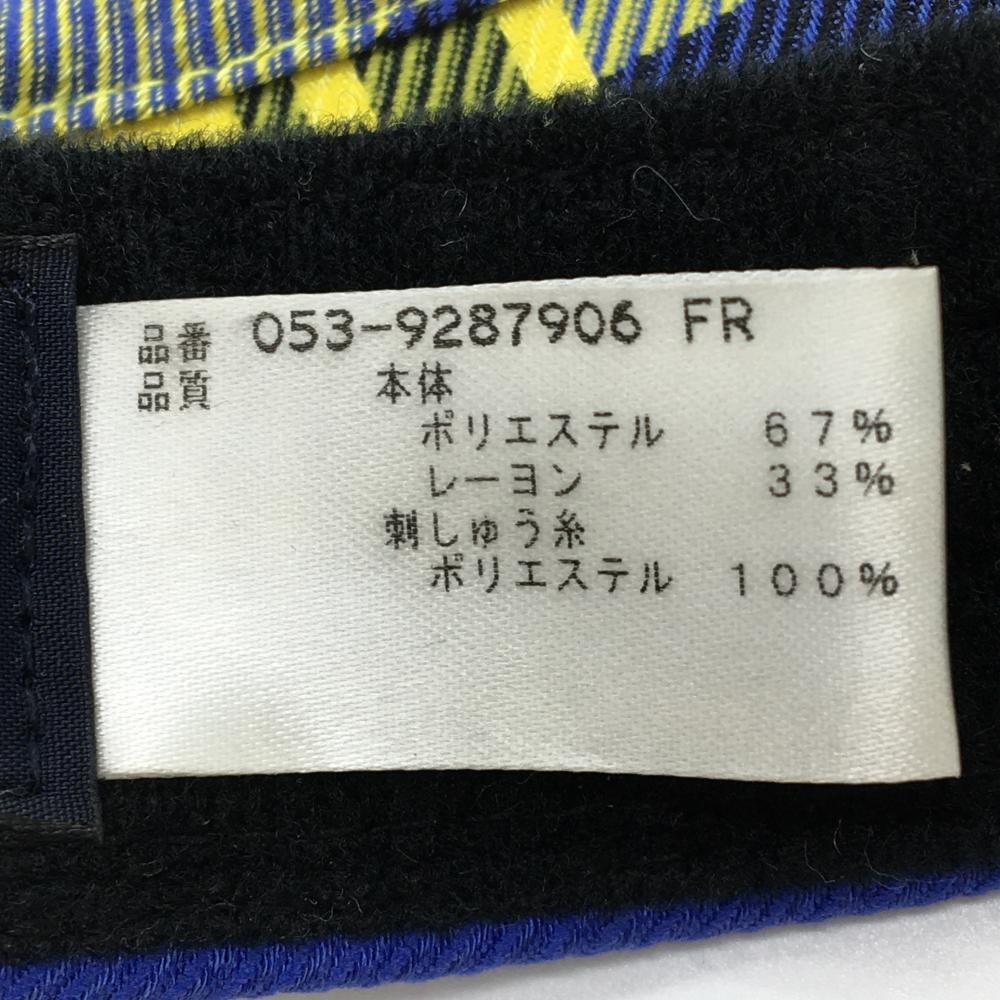 品番 053-9287906 FR
品質 本体
ポリエステル 67%
レーヨン 33%
刺しゅう糸
ポリエステル 100%